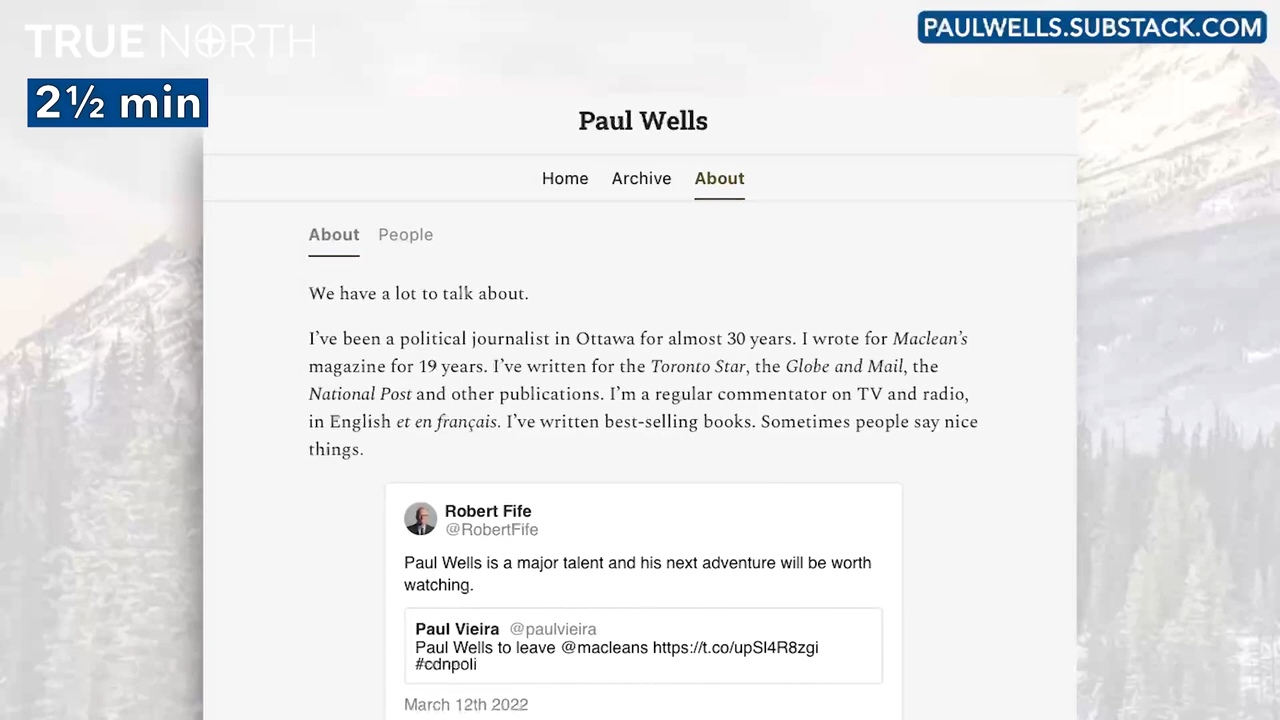 TRUE NORTH
PAULWELLS.SUBSTACK.COM
2½ min
Paul Wells
Home Archive About
About People
We have a lot to talk about.
I've been a political journalist in Ottawa for almost 30 years. I wrote for Maclean's
magazine for 19 years. I've written for the Toronto Star, the Globe and Mail, the
National Post and other publications. I'm a regular commentator on TV and radio,
in English et en français. I've written best-selling books. Sometimes people say nice
things.
Robert Fife
@RobertFife
Paul Wells is a major talent and his next adventure will be worth
watching.
Paul Vieira @paulvieira
Paul Wells to leave @macleans https://t.co/upSl4R8zgi
#cdnpoli
March 12th 2022